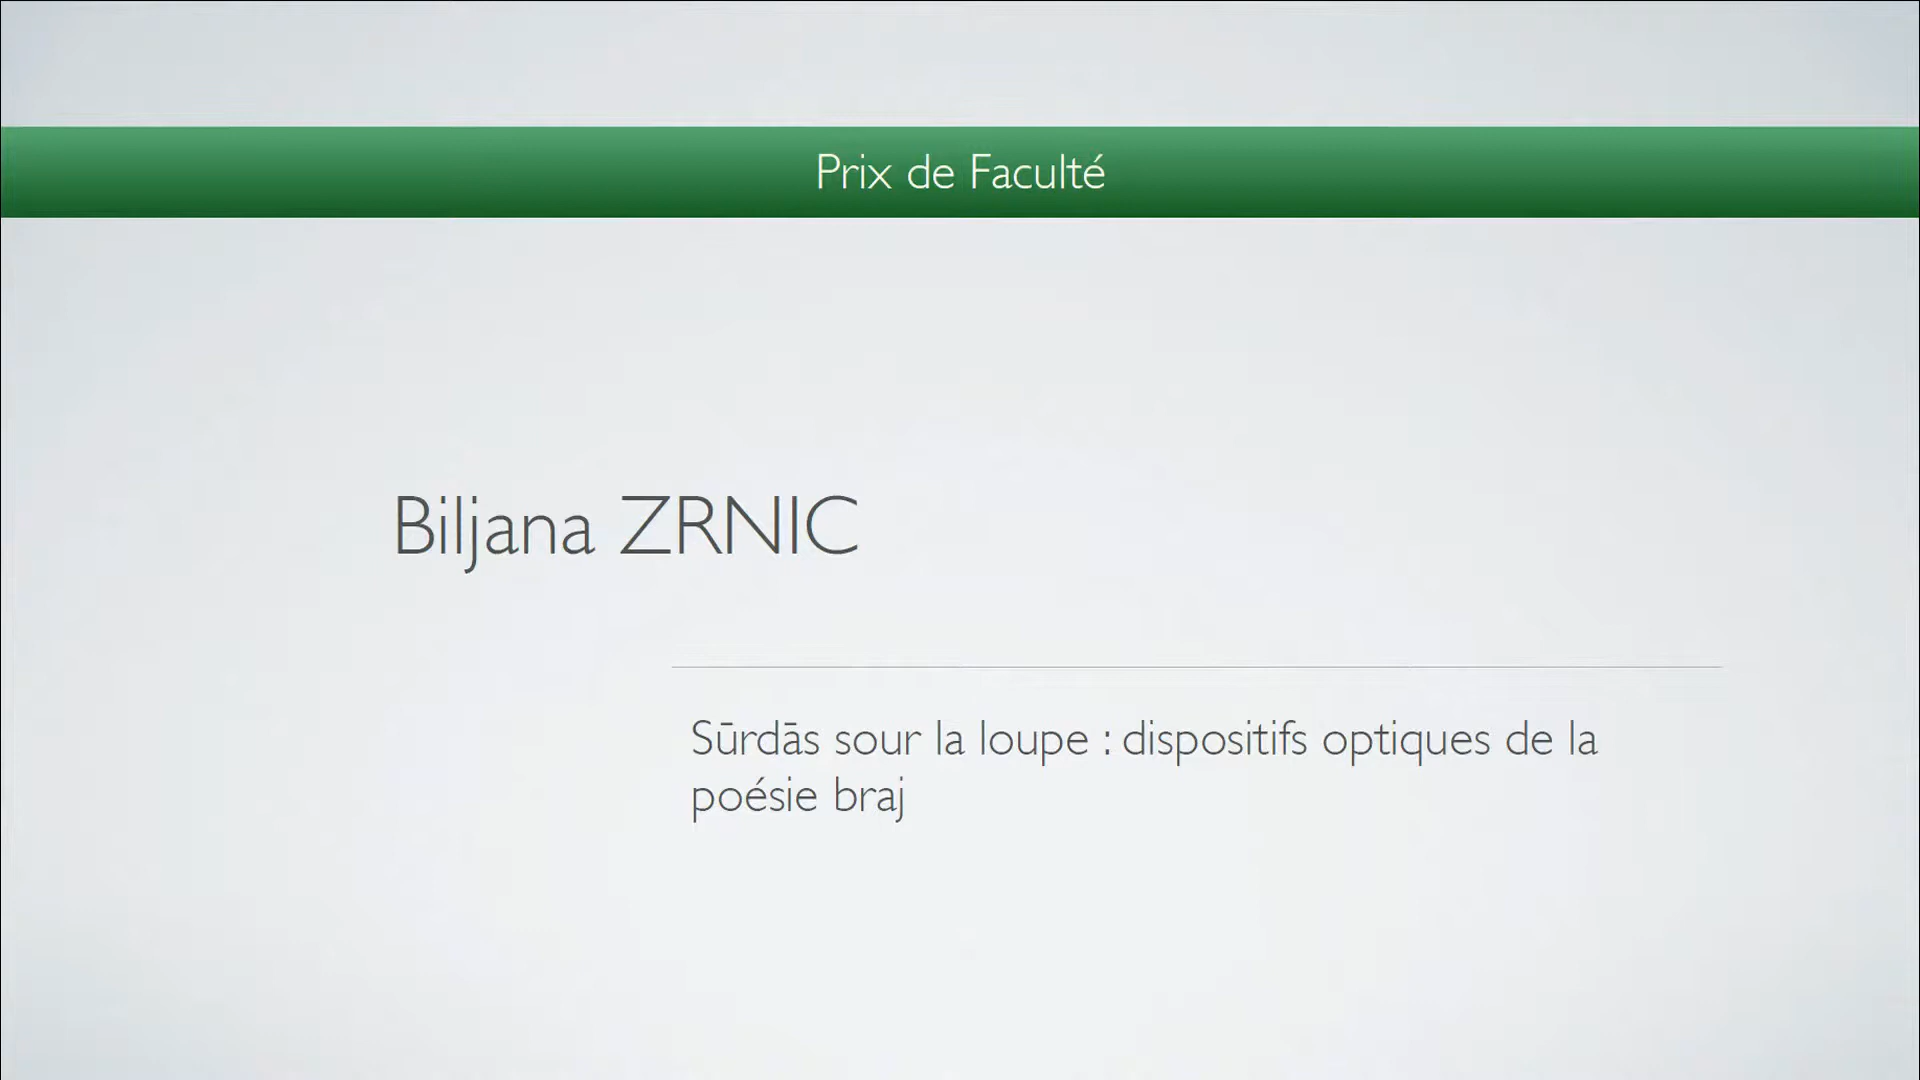 Prix de Faculté
Biljana ZRNIC
Sūrdās sour la loupe : dispositifs optiques de la
poésie braj